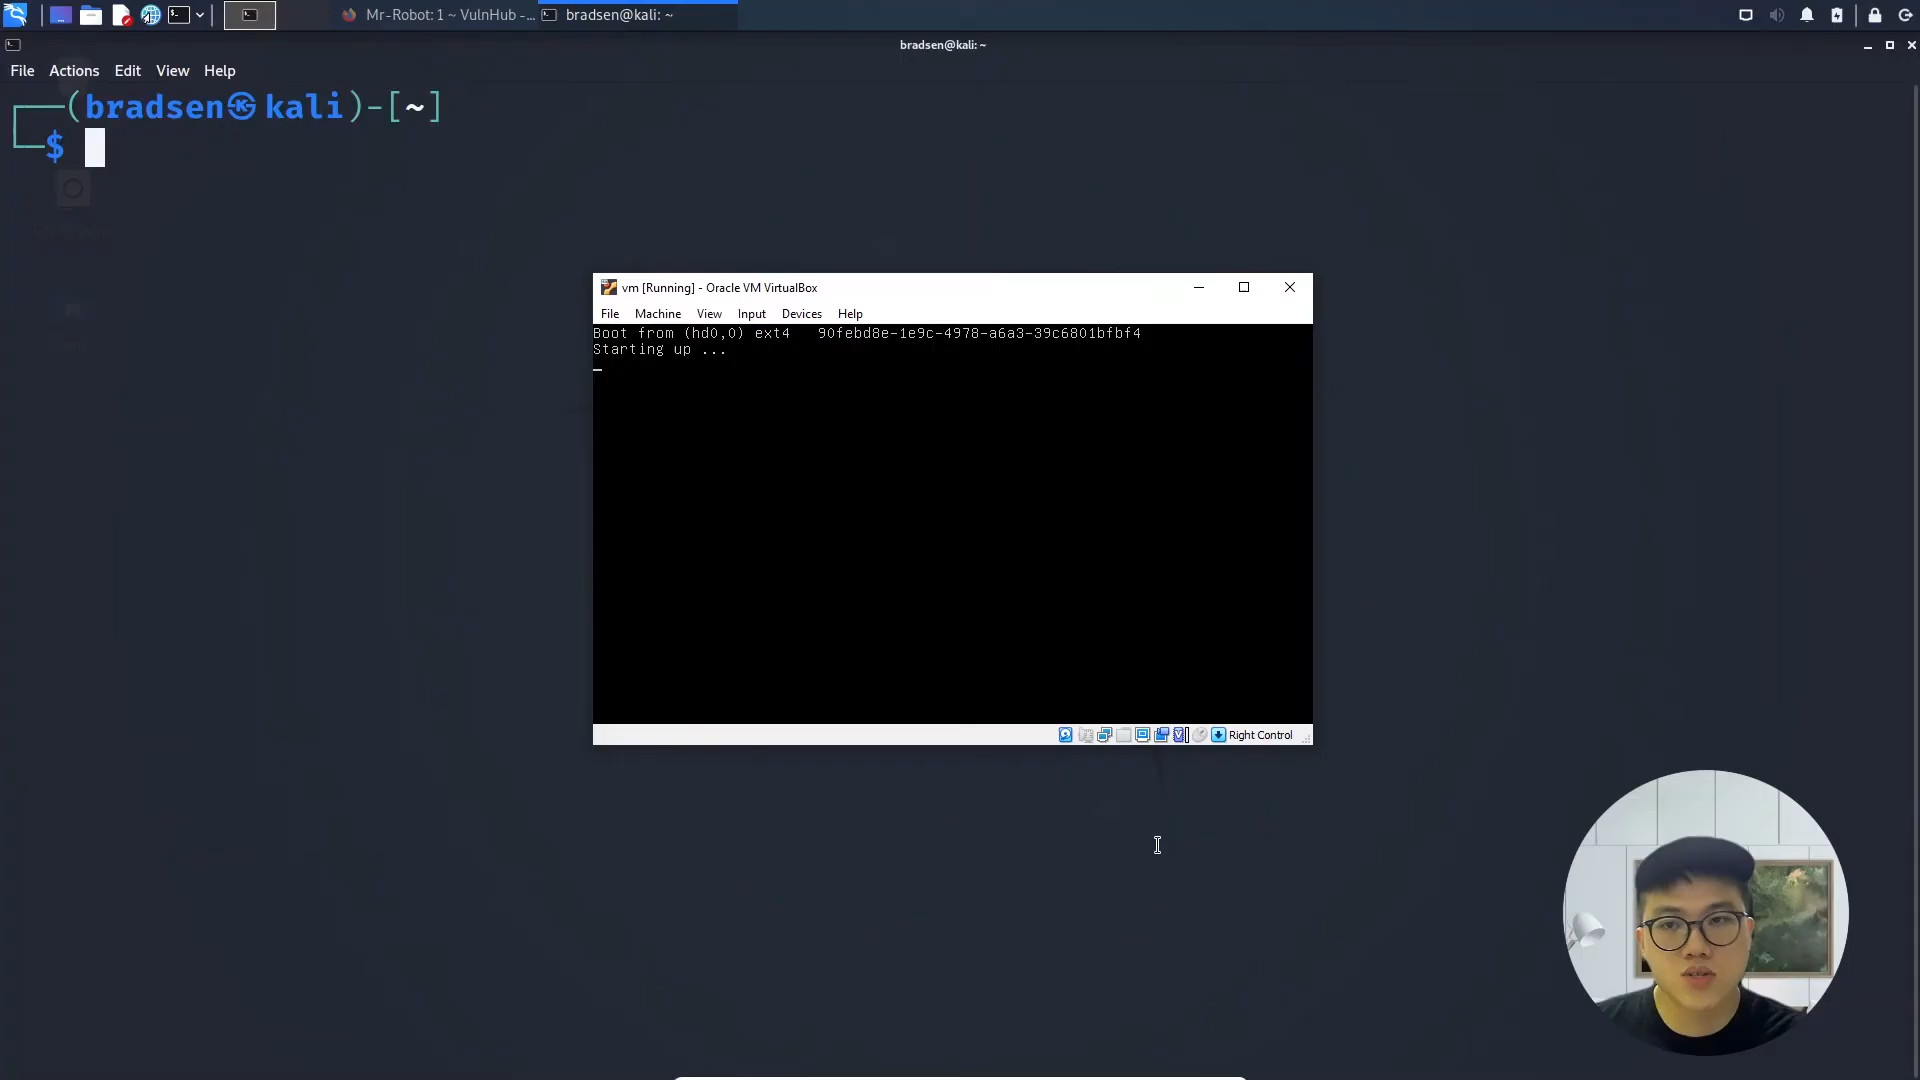 Mr-Robot: 1 ~ VulnHub -...
bradsen@kali: ~
bradsen@kali: ~
File Actions Edit View Help
(bradsen㉿kali)-[~]
$
vm [Running] - Oracle VM VirtualBox
File Machine View Input Devices Help
Boot from (hd0,0) ext4 90febd8e-1e9c-4978-a6a3-39c6801bfbf4
Starting up ...
Right Control